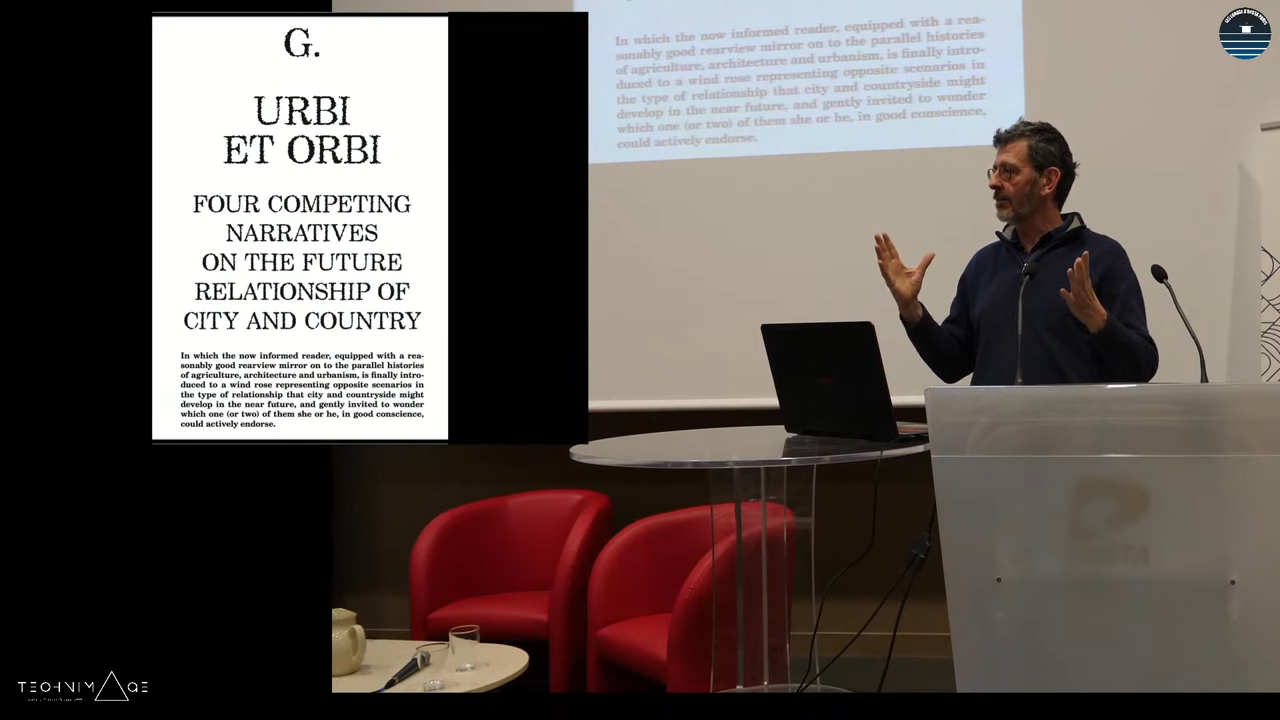 G.
URBI
ET ORBI
FOUR COMPETING
NARRATIVES
ON THE FUTURE
RELATIONSHIP OF
CITY AND COUNTRY
In which the now informed reader, equipped with a rea-
sonably good rearview mirror on to the parallel histories
of agriculture, architecture and urbanism, is finally intro-
duced to a wind rose representing opposite scenarios in
the type of relationship that city and countryside might
develop in the near future, and gently invited to wonder
which one (or two) of them she or he, in good conscience,
could actively endorse.
In which the now informed reader, equipped with a rea-
sonably good rearview mirror on to the parallel histories
of agriculture, architecture and urbanism, is finally intro-
duced to a wind rose representing opposite scenarios in
the type of relationship that city and countryside might
develop in the near future, and gently invited to wonder
which one (or two) of them she or he, in good conscience,
could actively endorse.